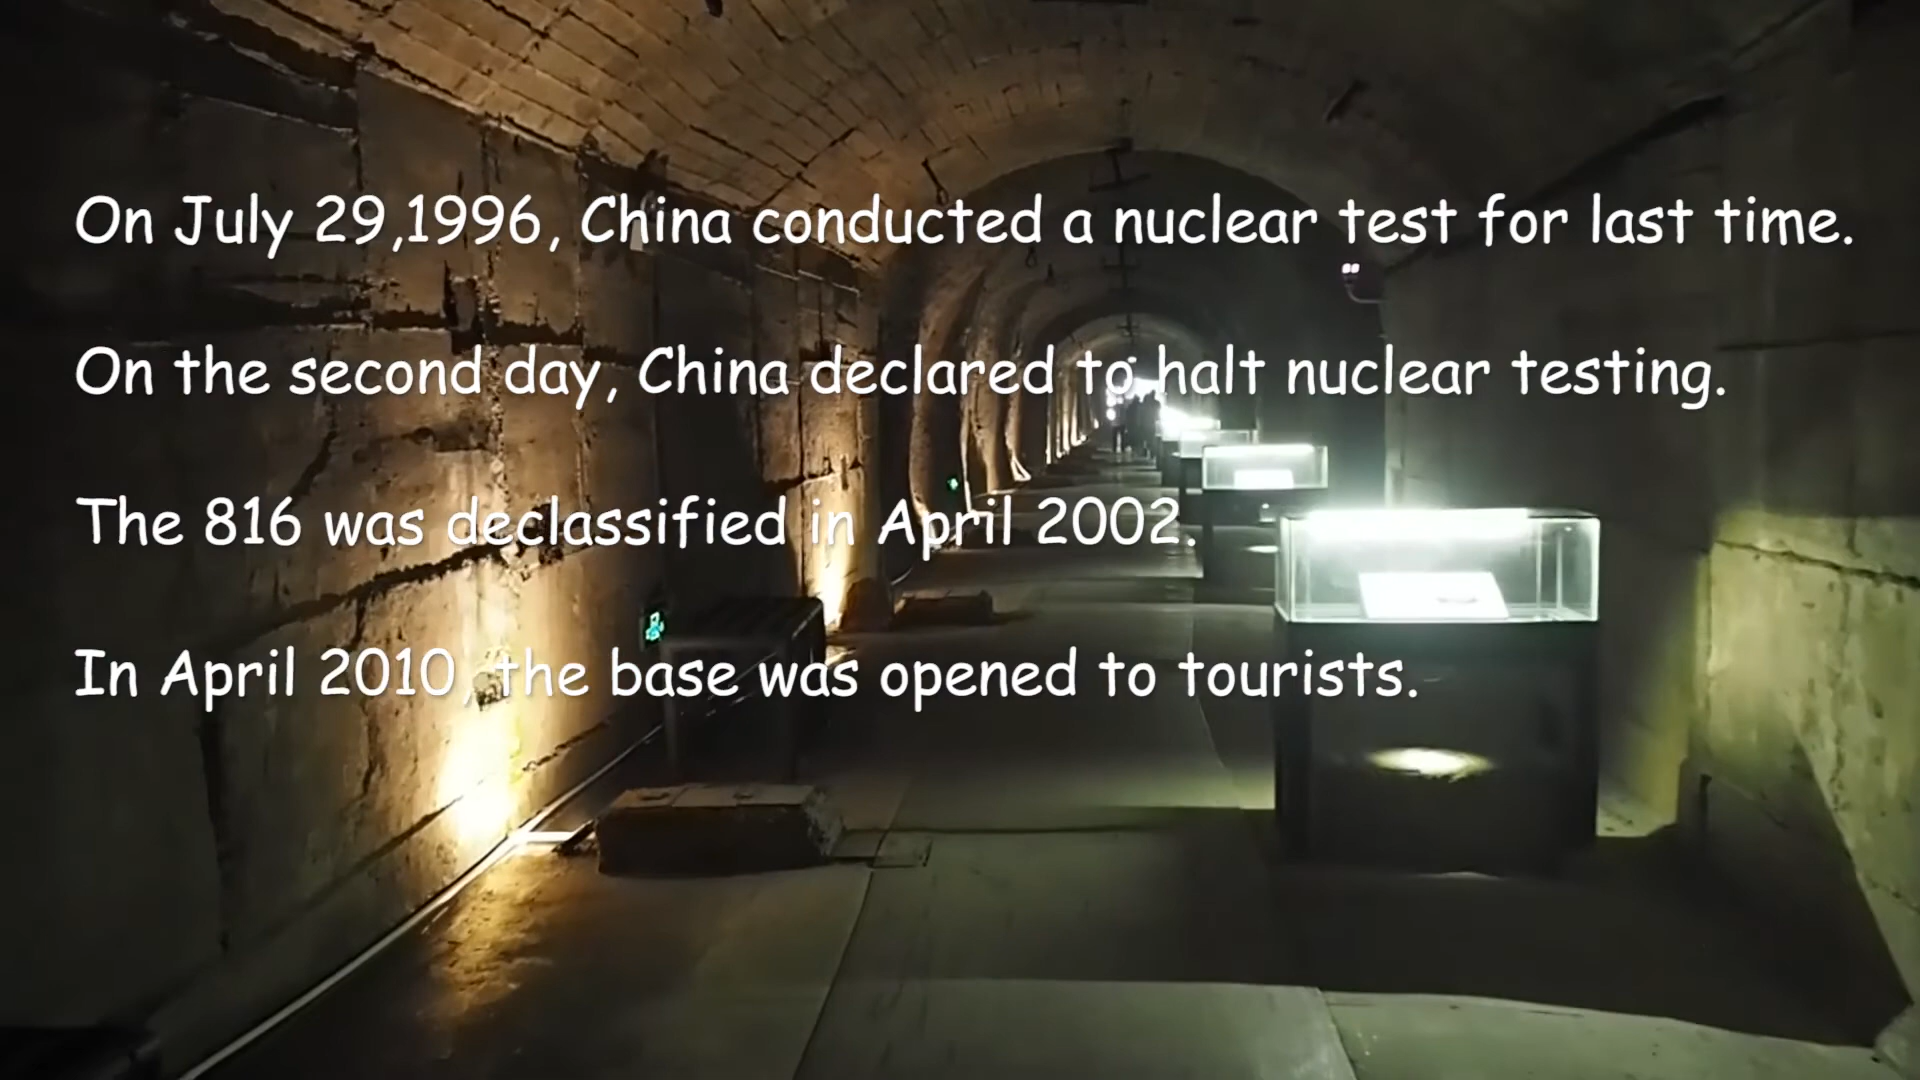 On July 29,1996, China conducted a nuclear test for last time.
On the second day, China declared to halt nuclear testing.
The 816 was declassified in April 2002.
In April 2010, the base was opened to tourists.